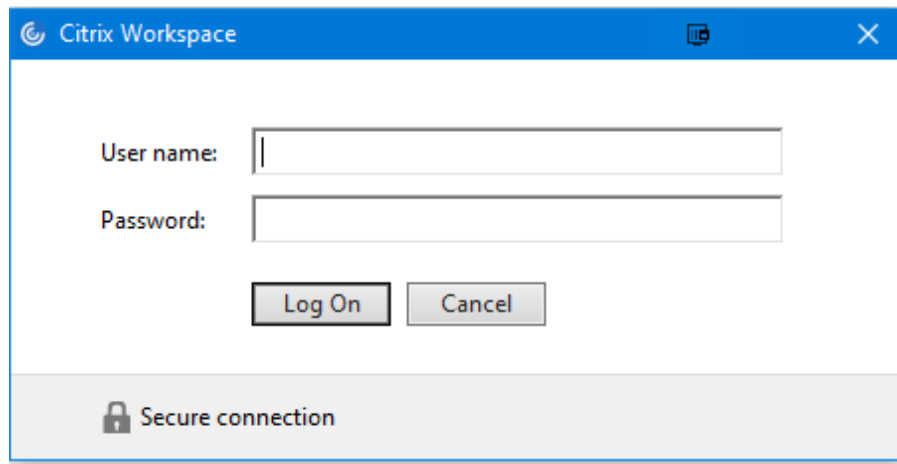 Citrix Workspace
User name:
Password:
Log On Cancel
Secure connection